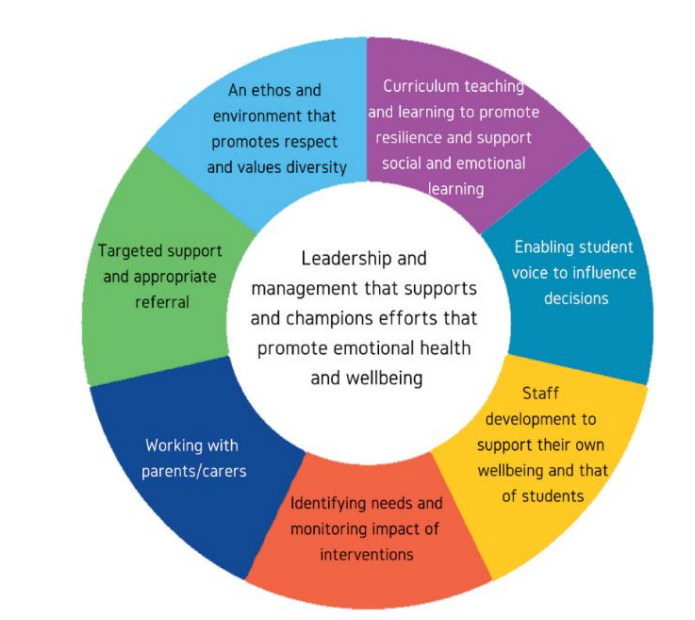 An ethos and
environment that
promotes respect
and values diversity
Curriculum teaching
and learning to promote
resilience and support
social and emotional
learning
Enabling student
voice to influence
decisions
Staff
development to
support their own
wellbeing and that
of students
Identifying needs and
monitoring impact of
interventions
Working with
parents/carers
Targeted support
and appropriate
referral
Leadership and
management that supports
and champions efforts that
promote emotional health
and wellbeing